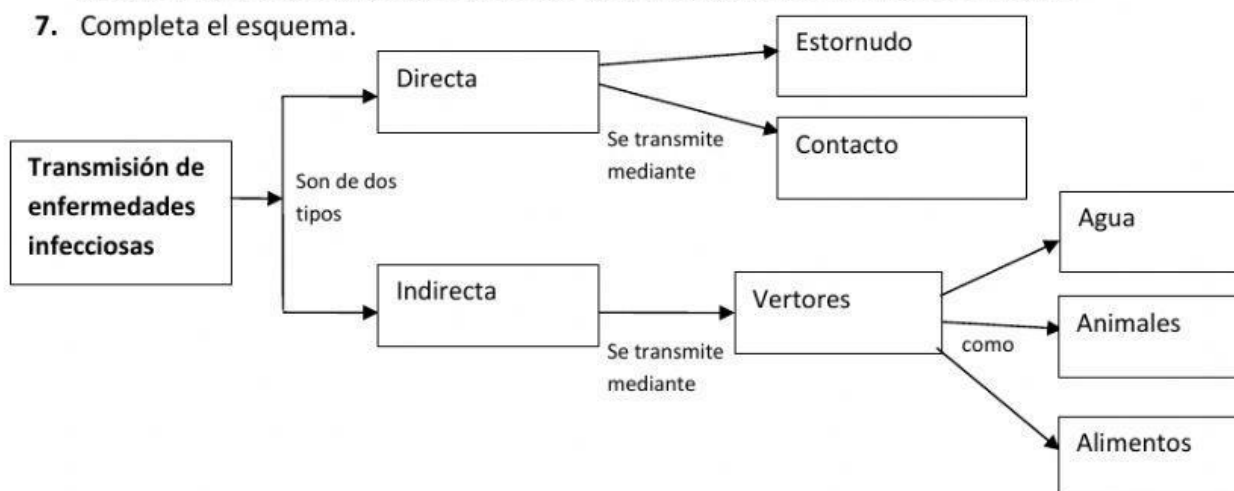 7. Completa el esquema.
Estornudo
Directa
Se transmite
mediante
Contacto
Transmisión de
enfermedades
infecciosas
Son de dos
tipos
Agua
Indirecta
Vertores
Se transmite
mediante
como
Animales
Alimentos